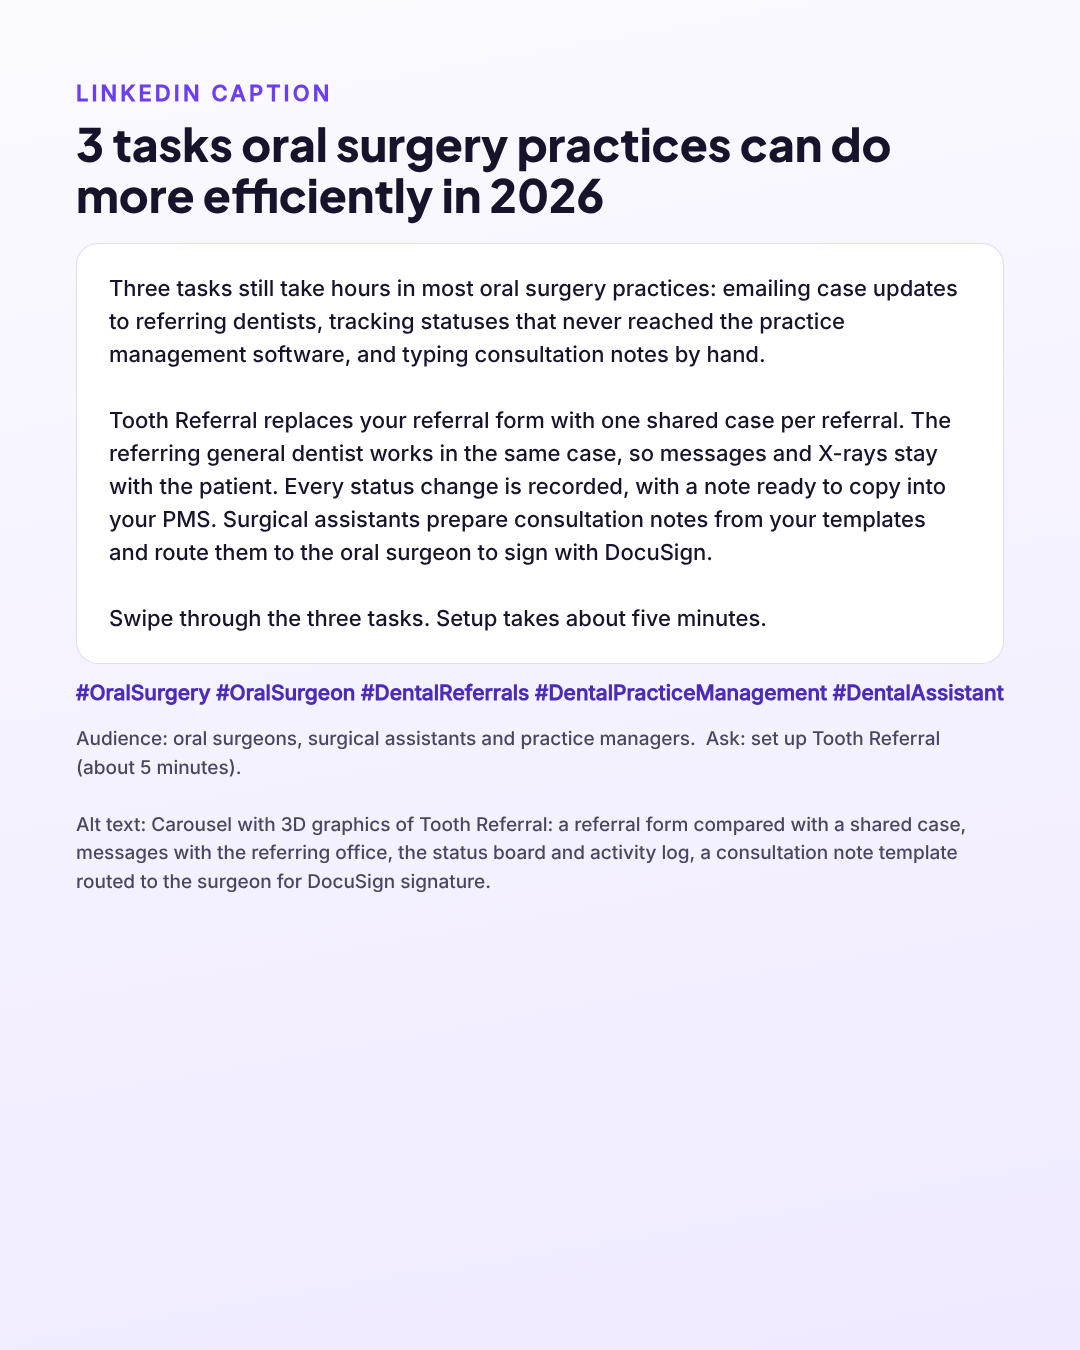 LINKEDIN CAPTION
3 tasks oral surgery practices can do
more efficiently in 2026
Three tasks still take hours in most oral surgery practices: emailing case updates
to referring dentists, tracking statuses that never reached the practice
management software, and typing consultation notes by hand.
Tooth Referral replaces your referral form with one shared case per referral. The
referring general dentist works in the same case, so messages and X-rays stay
with the patient. Every status change is recorded, with a note ready to copy into
your PMS. Surgical assistants prepare consultation notes from your templates
and route them to the oral surgeon to sign with DocuSign.
Swipe through the three tasks. Setup takes about five minutes.
#OralSurgery #OralSurgeon #DentalReferrals #DentalPracticeManagement #DentalAssistant
Audience: oral surgeons, surgical assistants and practice managers.  Ask: set up Tooth Referral
(about 5 minutes).
Alt text: Carousel with 3D graphics of Tooth Referral: a referral form compared with a shared case,
messages with the referring office, the status board and activity log, a consultation note template
routed to the surgeon for DocuSign signature.